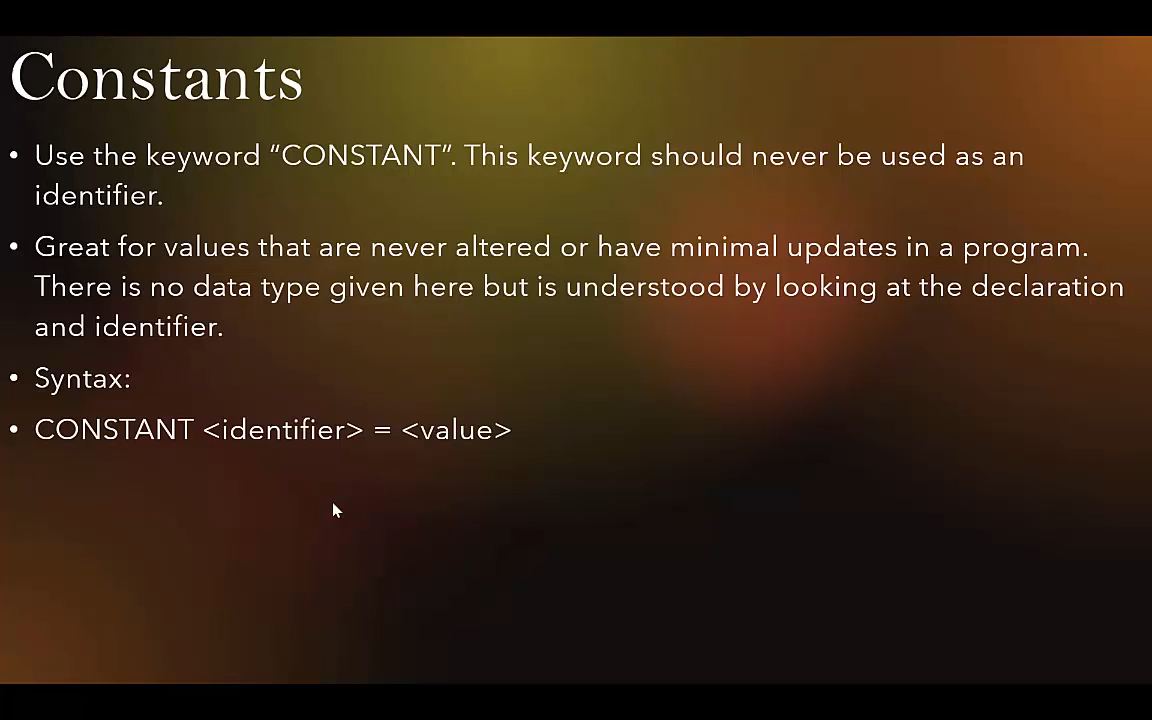 Constants
• Use the keyword “CONSTANT”. This keyword should never be used as an
identifier.
• Great for values that are never altered or have minimal updates in a program.
There is no data type given here but is understood by looking at the declaration
and identifier.
• Syntax:
• CONSTANT <identifier> = <value>